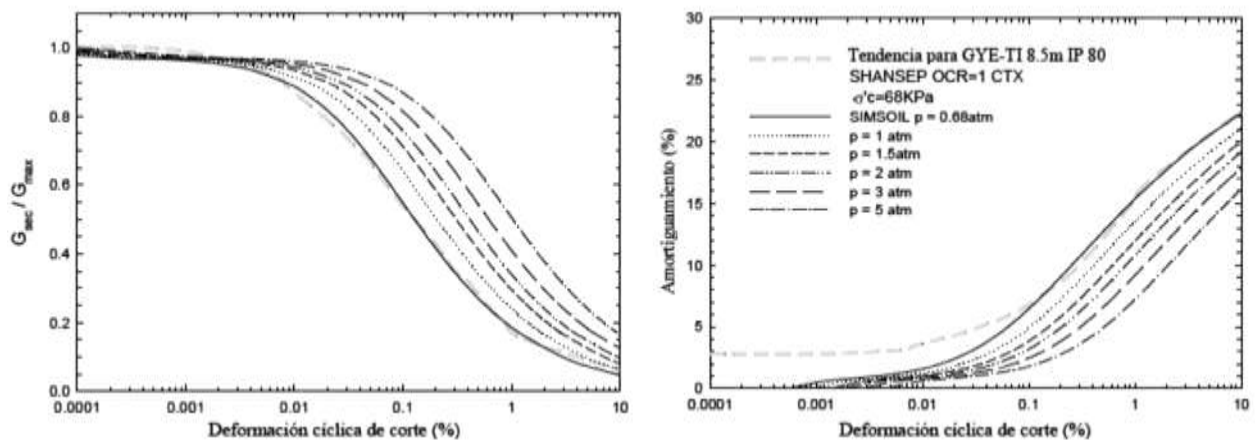 1.0
0.8
0.6
0.4
0.2
0.0
G_sec / G_max
0.0001 0.001 0.01 0.1 1 10
Deformación cíclica de corte (%)
30
25
20
15
10
5
0
Amortiguamiento (%)
Tendencia para GYE-TI 8.5m IP 80
SHANSEP OCR=1 CTX
σ'c=68KPa
SIMSOIL p = 0.68atm
p = 1 atm
p = 1.5atm
p = 2 atm
p = 3 atm
p = 5 atm
0.0001 0.001 0.01 0.1 1 10
Deformación cíclica de corte (%)